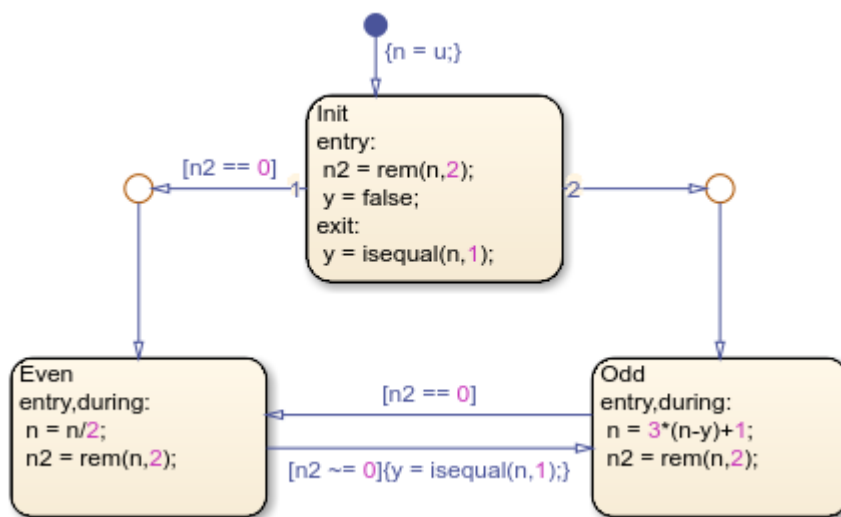 {n = u;}
Init
entry:
n2 = rem(n,2);
y = false;
exit:
y = isequal(n,1);
[n2 == 0]
1
2
Even
entry,during:
n = n/2;
n2 = rem(n,2);
[n2 == 0]
[n2 ~= 0]{y = isequal(n,1);}
Odd
entry,during:
n = 3*(n-y)+1;
n2 = rem(n,2);